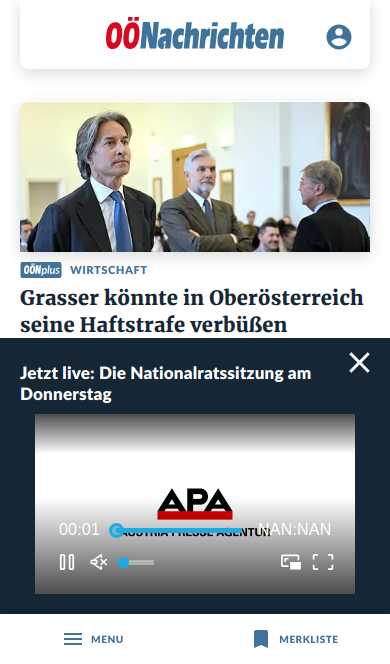 OÖNachrichten
OÖNplus WIRTSCHAFT
Grasser könnte in Oberösterreich
seine Haftstrafe verbüßen
Jetzt live: Die Nationalratssitzung am
Donnerstag
APA
00:01 NAN:NAN
AUSTRIA PRESSE AGENTUR
MENU MERKLISTE